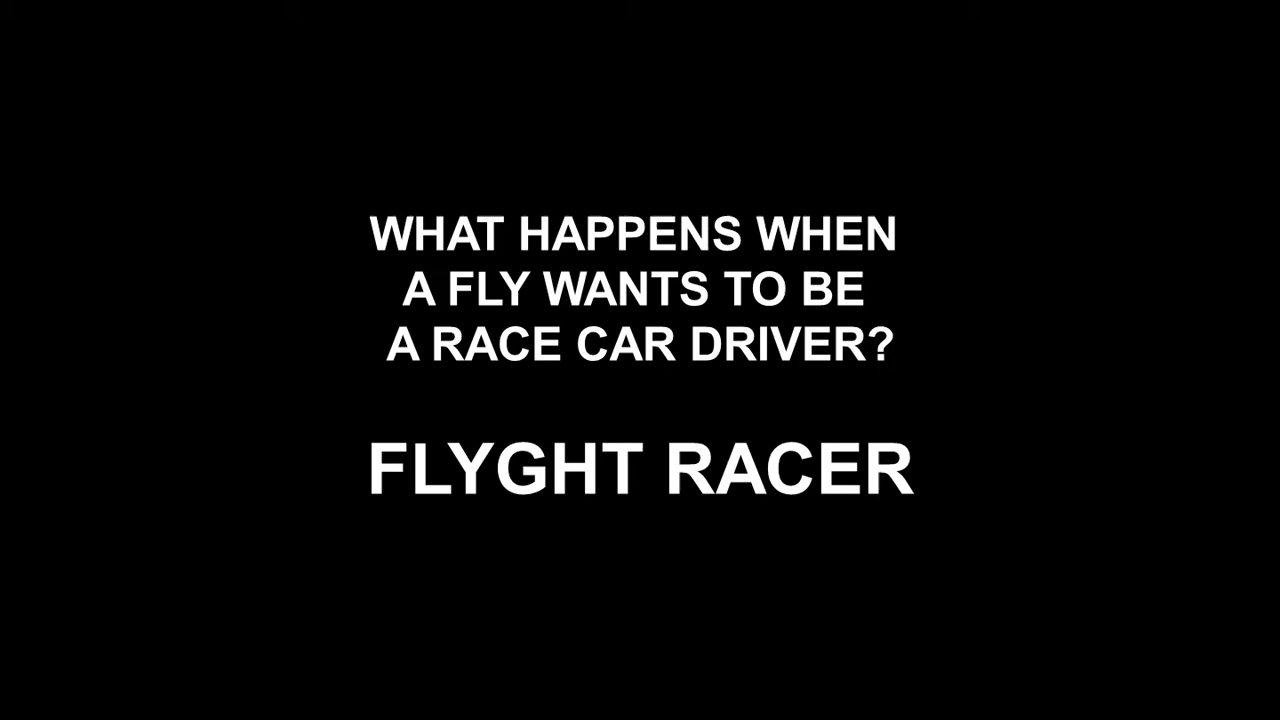 WHAT HAPPENS WHEN
A FLY WANTS TO BE
A RACE CAR DRIVER?
FLYGHT RACER